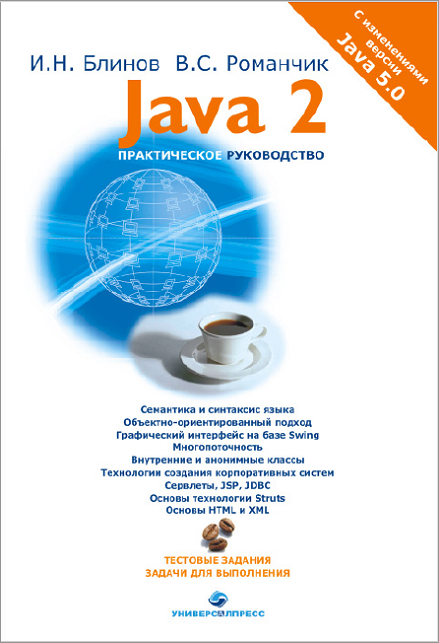 С изменениями
версии
Java 5.0
И.Н. Блинов В.С. Романчик
Java 2
ПРАКТИЧЕСКОЕ РУКОВОДСТВО
Семантика и синтаксис языка
Объектно-ориентированный подход
Графический интерфейс на базе Swing
Многопоточность
Внутренние и анонимные классы
Технологии создания корпоративных систем
Сервлеты, JSP, JDBC
Основы технологии Struts
Основы HTML и XML
ТЕСТОВЫЕ ЗАДАНИЯ
ЗАДАЧИ ДЛЯ ВЫПОЛНЕНИЯ
УНИВЕРСАЛПРЕСС